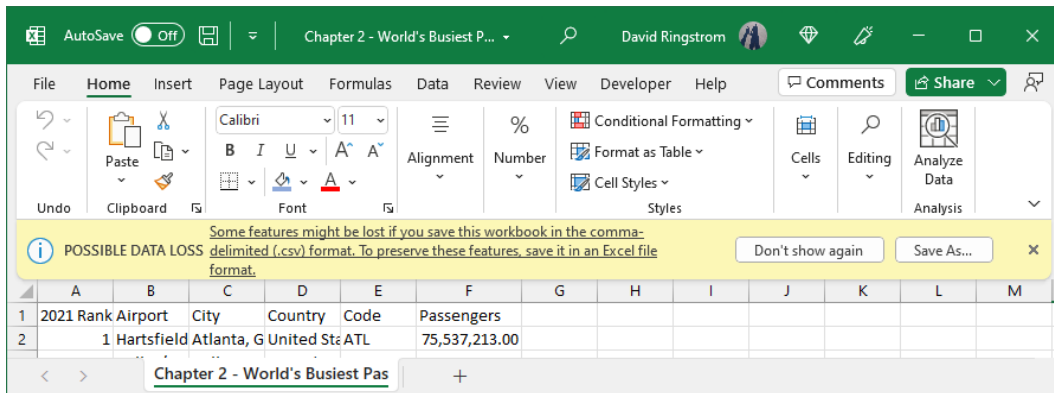 AutoSave Off Chapter 2 - World's Busiest P... David Ringstrom
File Home Insert Page Layout Formulas Data Review View Developer Help Comments Share
Calibri 11 % Conditional Formatting
Paste B I U A A Alignment Number Format as Table Cells Editing Analyze Data
A Cell Styles
Undo Clipboard Font Styles Analysis
POSSIBLE DATA LOSS Some features might be lost if you save this workbook in the comma-
delimited (.csv) format. To preserve these features, save it in an Excel file
format.
Don't show again Save As...
A B C D E F G H I J K L M
1 2021 Rank Airport City Country Code Passengers
2 1 Hartsfield Atlanta, G United Sta ATL 75,537,213.00
Chapter 2 - World's Busiest Pas